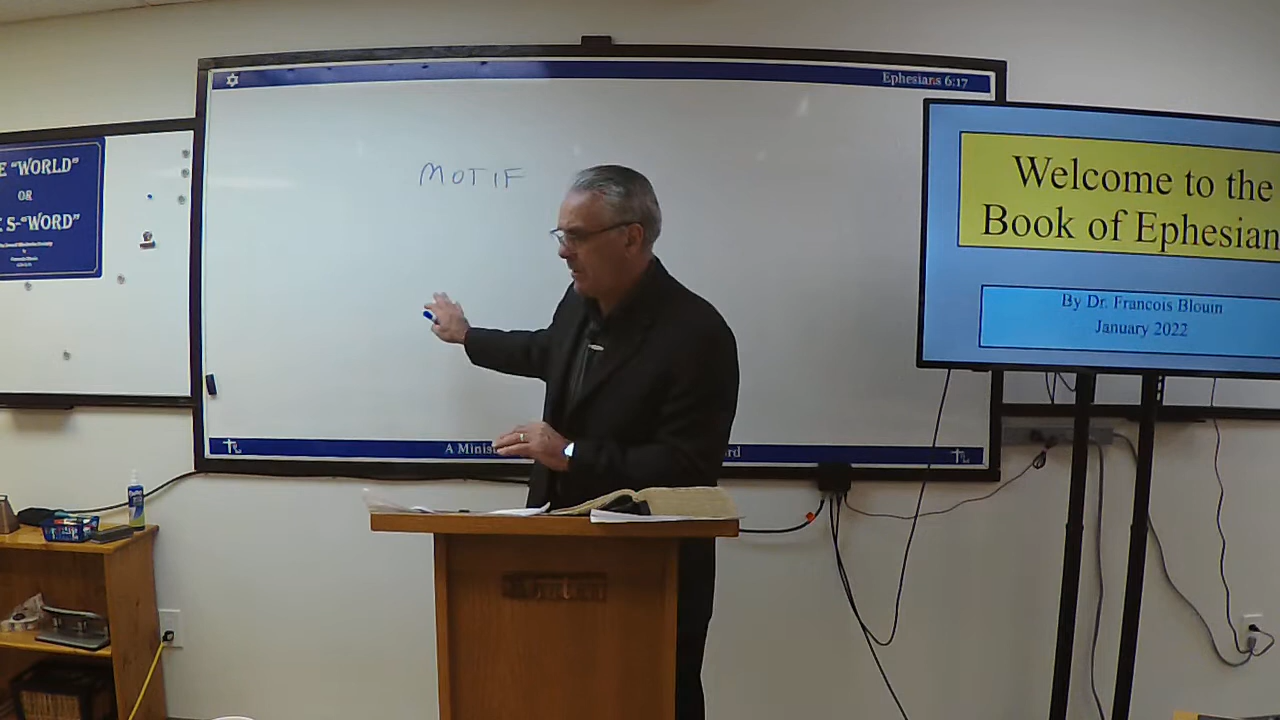 E "WORLD"
OR
S-"WORD"
Ephesians 6:17
MOTIF
Welcome to the
Book of Ephesian
By Dr. Francois Blouin
January 2022
A Minis
rd